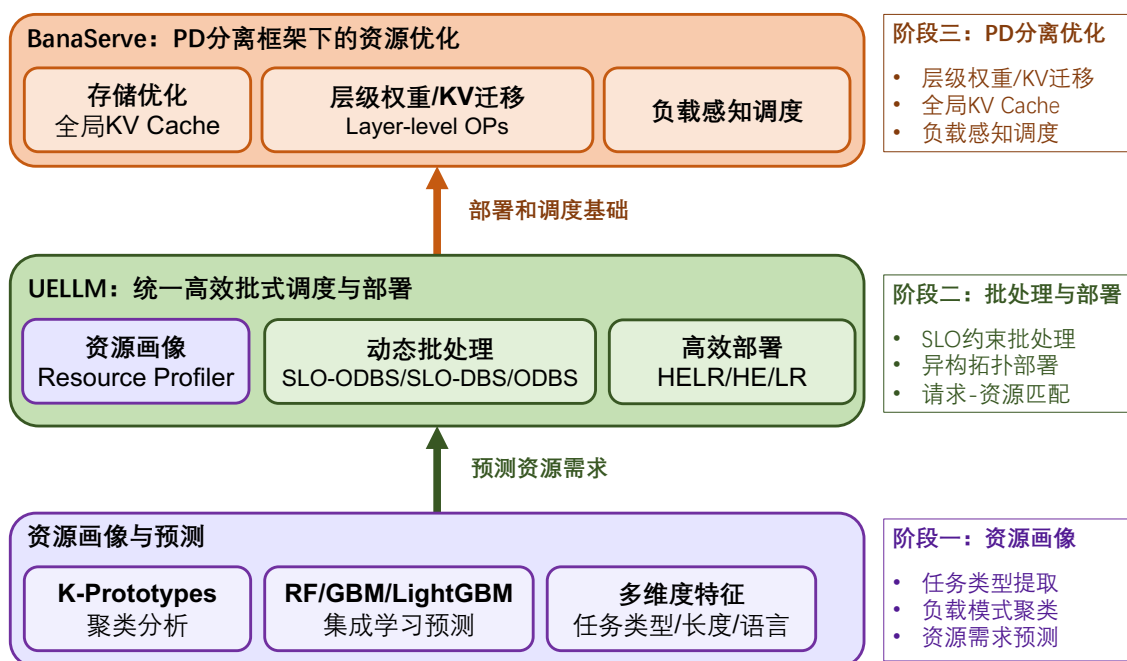 BanaServe：PD分离框架下的资源优化
存储优化
全局KV Cache
层级权重/KV迁移
Layer-level OPs
负载感知调度
阶段三：PD分离优化
• 层级权重/KV迁移
• 全局KV Cache
• 负载感知调度
部署和调度基础
UELLM：统一高效批式调度与部署
资源画像
Resource Profiler
动态批处理
SLO-ODBS/SLO-DBS/ODBS
高效部署
HELR/HE/LR
阶段二：批处理与部署
• SLO约束批处理
• 异构拓扑部署
• 请求-资源匹配
预测资源需求
资源画像与预测
K-Prototypes
聚类分析
RF/GBM/LightGBM
集成学习预测
多维度特征
任务类型/长度/语言
阶段一：资源画像
• 任务类型提取
• 负载模式聚类
• 资源需求预测